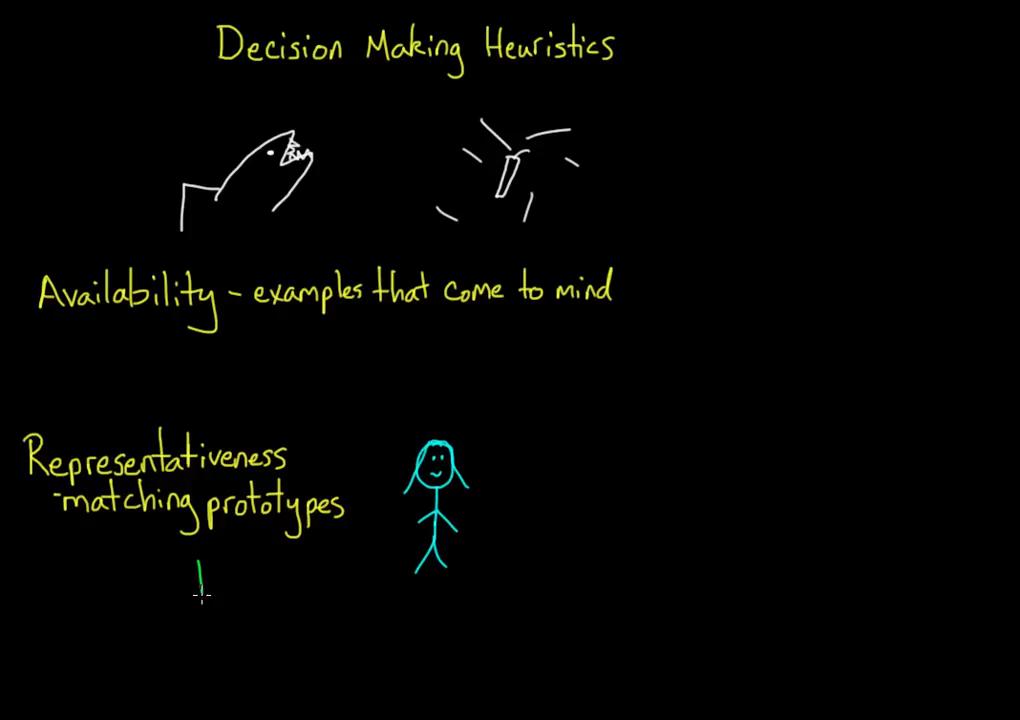 Decision Making Heuristics
Availability - examples that come to mind
Representativeness
-matching prototypes